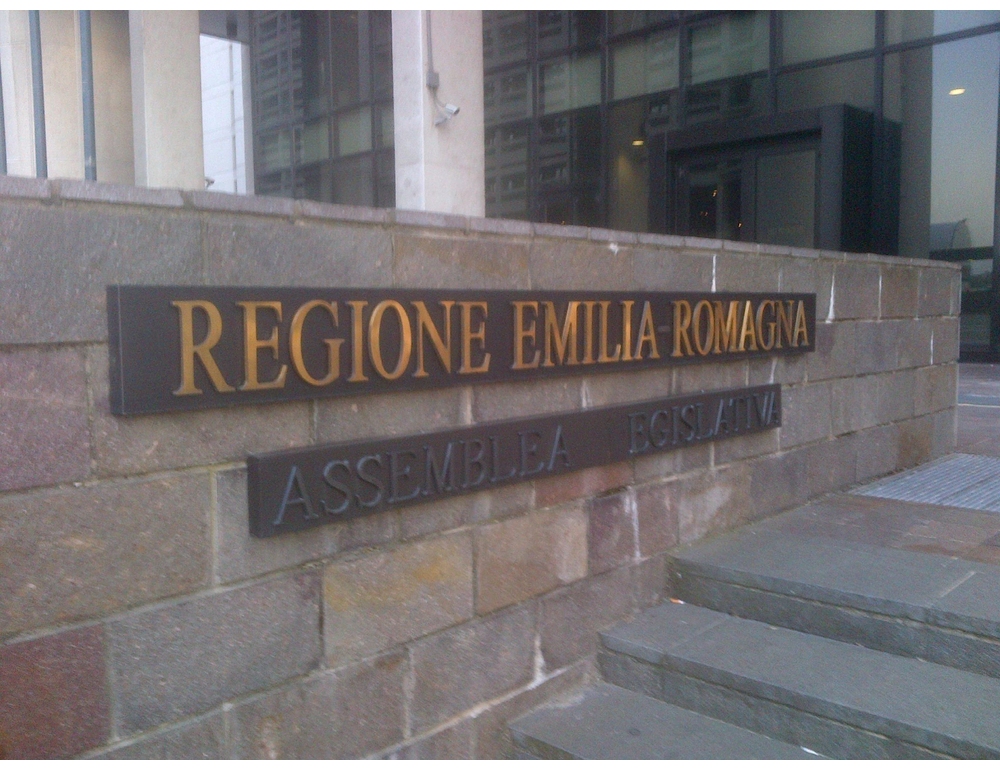 REGIONE EMILIA-ROMAGNA
ASSEMBLEA EGISLATIVA